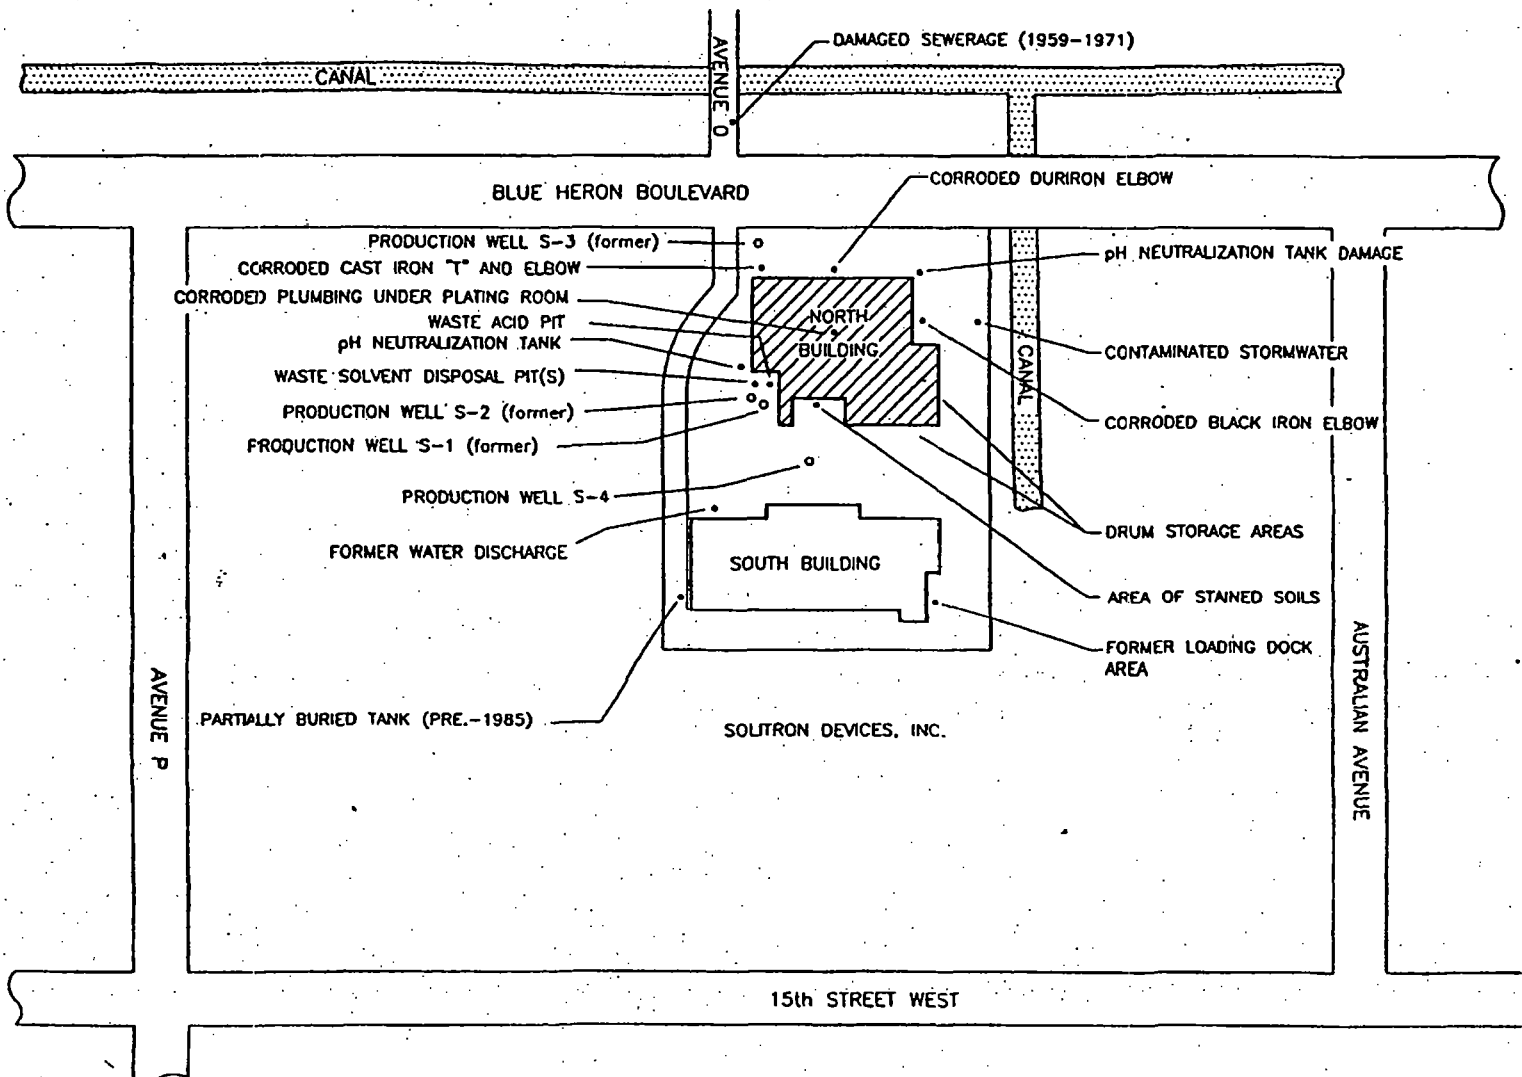 DAMAGED SEWERAGE (1959-1971)
CANAL
AVENUE O
BLUE HERON BOULEVARD
CORRODED DURIRON ELBOW
PRODUCTION WELL S-3 (former)
pH NEUTRALIZATION TANK DAMAGE
CORRODED CAST IRON "T" AND ELBOW
CORRODED PLUMBING UNDER PLATING ROOM
WASTE ACID PIT
pH NEUTRALIZATION TANK
NORTH
BUILDING
CONTAMINATED STORMWATER
CANAL
WASTE SOLVENT DISPOSAL PIT(S)
PRODUCTION WELL S-2 (former)
CORRODED BLACK IRON ELBOW
PRODUCTION WELL S-1 (former)
PRODUCTION WELL S-4
DRUM STORAGE AREAS
FORMER WATER DISCHARGE
SOUTH BUILDING
AREA OF STAINED SOILS
FORMER LOADING DOCK
AREA
AVENUE P
AUSTRALIAN AVENUE
PARTIALLY BURIED TANK (PRE.-1985)
SOLITRON DEVICES, INC.
15th STREET WEST